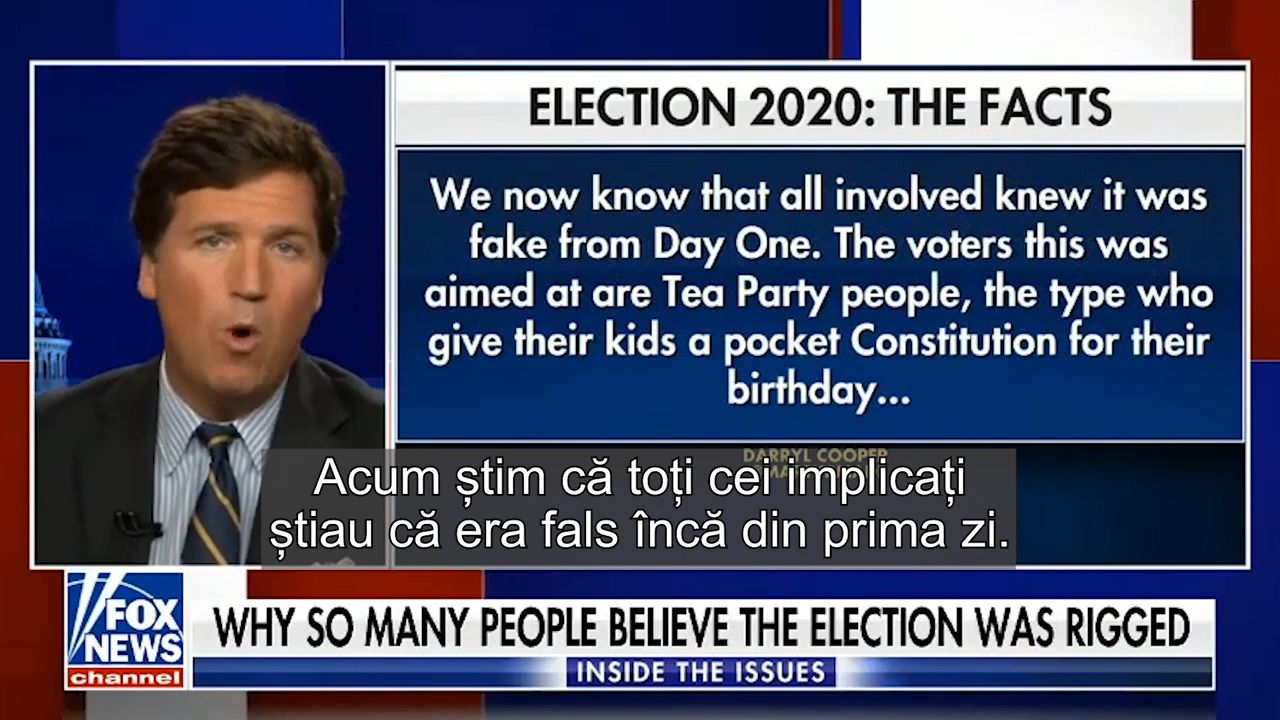 ELECTION 2020: THE FACTS
We now know that all involved knew it was
fake from Day One. The voters this was
aimed at are Tea Party people, the type who
give their kids a pocket Constitution for their
birthday...
DARRYL COOPER
Acum știm că toți cei implicați
știau că era fals încă din prima zi.
FOX
NEWS
channel
WHY SO MANY PEOPLE BELIEVE THE ELECTION WAS RIGGED
INSIDE THE ISSUES